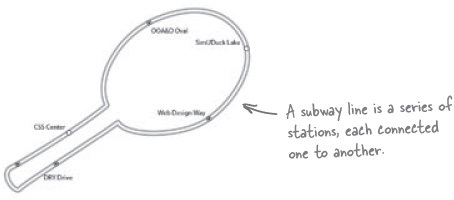 OOA&D Oval
SimUDuck Lake
Web Design Way
CSS Center
DRY Drive
A subway line is a series of
stations, each connected
one to another.